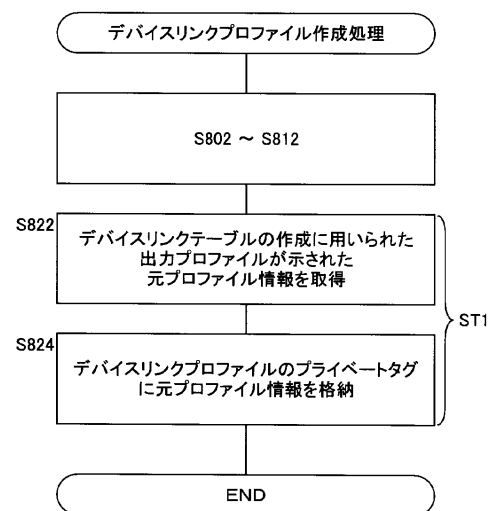 デバイスリンクプロファイル作成処理
S802 ～ S812
S822
デバイスリンクテーブルの作成に用いられた
出力プロファイルが示された
元プロファイル情報を取得
ST1
S824
デバイスリンクプロファイルのプライベートタグ
に元プロファイル情報を格納
END